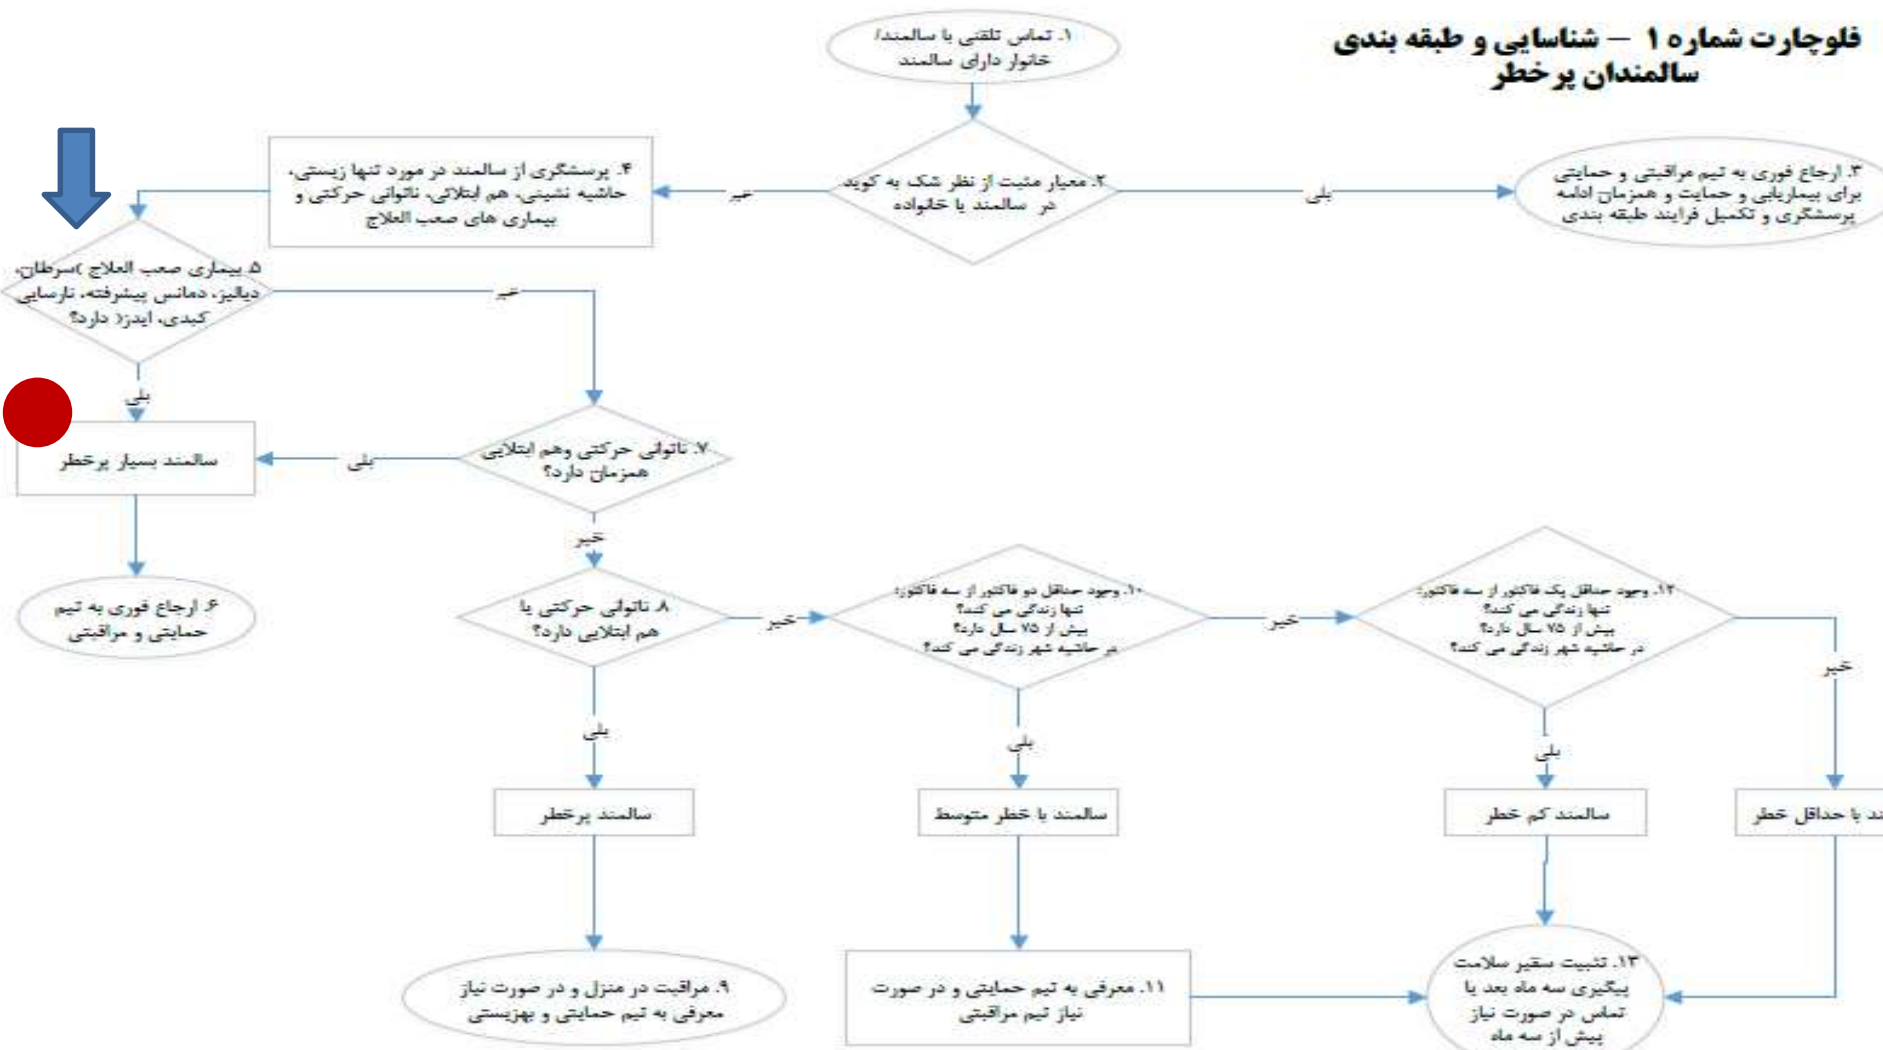 فلوچارت شماره ۱ – شناسایی و طبقه بندی
سالمندان پر خطر
۱. تماس تلفنی با سالمند/
خانوار دارای سالمند
۲. معیار مثبت از نظر شک به کووید
در سالمند یا خانواده
بلی
۳. ارجاع فوری به تیم مراقبتی و حمایتی
برای بیماریابی و حمایت و همزمان ادامه
پرسشگری و تکمیل فرایند طبقه بندی
خیر
۴. پرسشگری از سالمند در مورد تنها زیستی،
حاشیه نشینی، هم ابتلائی، ناتوانی حرکتی و
بیماری های صعب العلاج
۵. بیماری صعب العلاج )سرطان،
دیالیز، دمانس پیشرفته، نارسایی
کبدی، ایدز( دارد؟
خیر
بلی
سالمند بسیار پرخطر
۶. ارجاع فوری به تیم
حمایتی و مراقبتی
۷. ناتوانی حرکتی وهم ابتلایی
همزمان دارد؟
بلی
خیر
۸. ناتوانی حرکتی یا
هم ابتلایی دارد؟
خیر
بلی
سالمند پرخطر
۹. مراقبت در منزل و در صورت نیاز
معرفی به تیم حمایتی و بهزیستی
۱۰. وجود حداقل دو فاکتور از سه فاکتور:
تنها زندگی می کند؟
بیش از ۷۵ سال دارد؟
در حاشیه شهر زندگی می کند؟
خیر
بلی
سالمند با خطر متوسط
۱۱. معرفی به تیم حمایتی و در صورت
نیاز تیم مراقبتی
۱۲. وجود حداقل یک فاکتور از سه فاکتور:
تنها زندگی می کند؟
بیش از ۷۵ سال دارد؟
در حاشیه شهر زندگی می کند؟
خیر
بلی
سالمند کم خطر
ند با حداقل خطر
۱۳. تثبیت سفیر سلامت
پیگیری سه ماه بعد یا
تماس در صورت نیاز
پیش از سه ماه